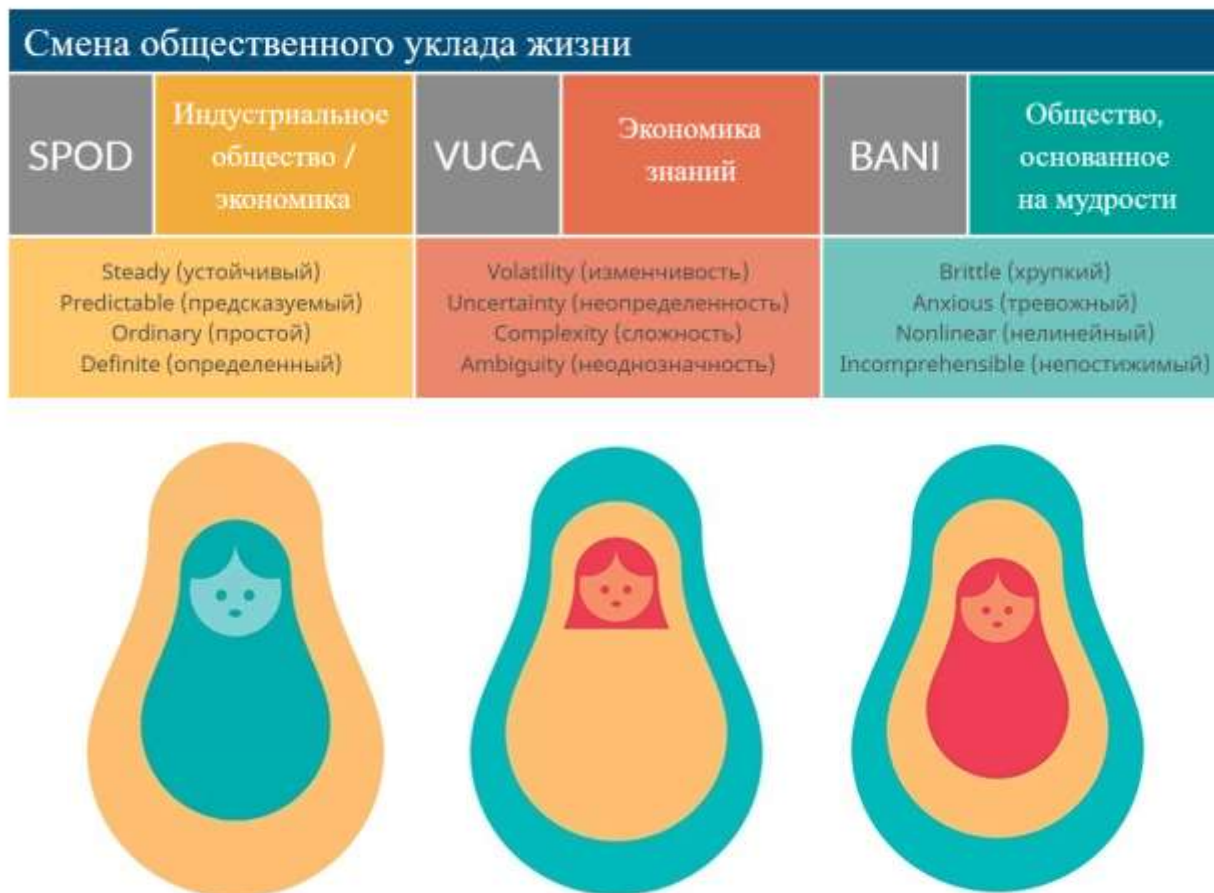 Смена общественного уклада жизни
SPOD
Индустриальное
общество /
экономика
VUCA
Экономика
знаний
BANI
Общество,
основанное
на мудрости
Steady (устойчивый)
Predictable (предсказуемый)
Ordinary (простой)
Definite (определенный)
Volatility (изменчивость)
Uncertainty (неопределенность)
Complexity (сложность)
Ambiguity (неоднозначность)
Brittle (хрупкий)
Anxious (тревожный)
Nonlinear (нелинейный)
Incomprehensible (непостижимый)